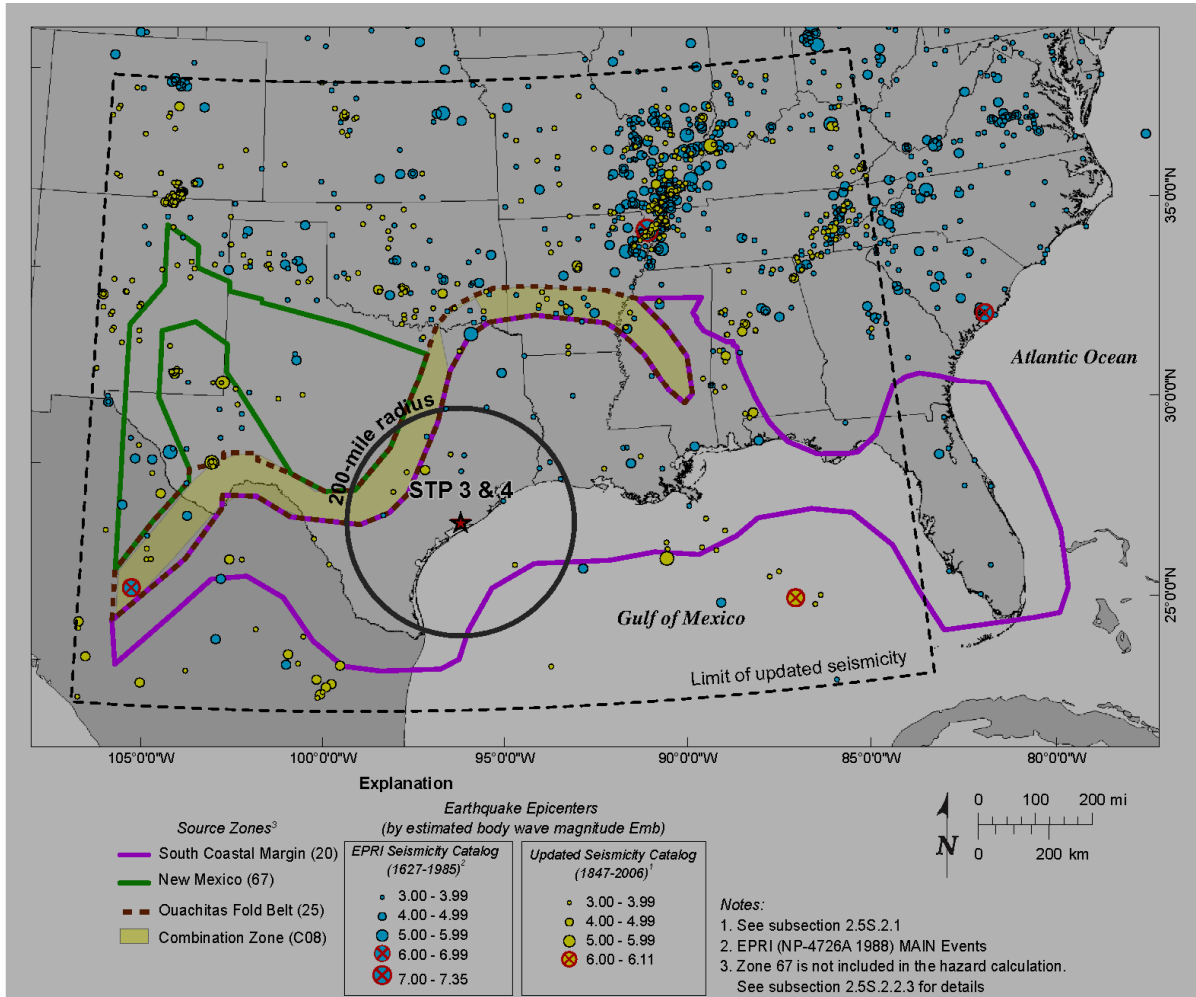 35°0'0"N
Atlantic Ocean
30°0'0"N
200-mile radius
STP 3 & 4
25°0'0"N
Gulf of Mexico
Limit of updated seismicity
105°0'0"W
100°0'0"W
95°0'0"W
90°0'0"W
85°0'0"W
80°0'0"W
Explanation
Source Zones3
South Coastal Margin (20)
New Mexico (67)
Ouachitas Fold Belt (25)
Combination Zone (C08)
Earthquake Epicenters
(by estimated body wave magnitude Emb)
EPRI Seismicity Catalog
(1627-1985)2
3.00 - 3.99
4.00 - 4.99
5.00 - 5.99
6.00 - 6.99
7.00 - 7.35
Updated Seismicity Catalog
(1847-2006)1
3.00 - 3.99
4.00 - 4.99
5.00 - 5.99
6.00 - 6.11
N
0 100 200 mi
0 200 km
Notes:
1. See subsection 2.5S.2.1
2. EPRI (NP-4726A 1988) MAIN Events
3. Zone 67 is not included in the hazard calculation.
See subsection 2.5S.2.2.3 for details